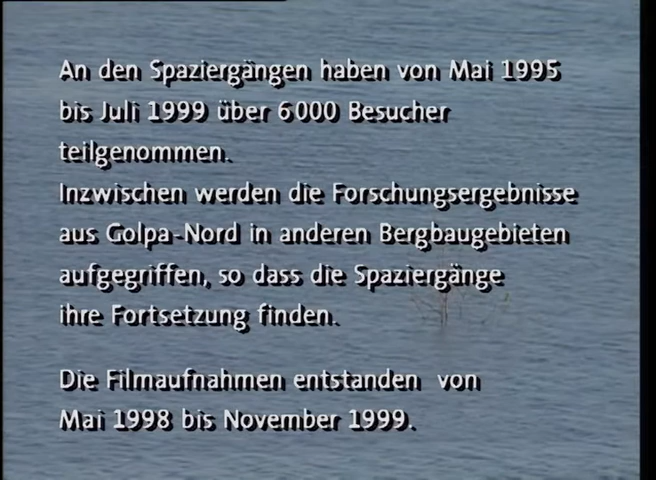 An den Spaziergängen haben von Mai 1995
bis Juli 1999 über 6000 Besucher
teilgenommen.
Inzwischen werden die Forschungsergebnisse
aus Golpa-Nord in anderen Bergbaugebieten
aufgegriffen, so dass die Spaziergänge
ihre Fortsetzung finden.
Die Filmaufnahmen entstanden von
Mai 1998 bis November 1999.